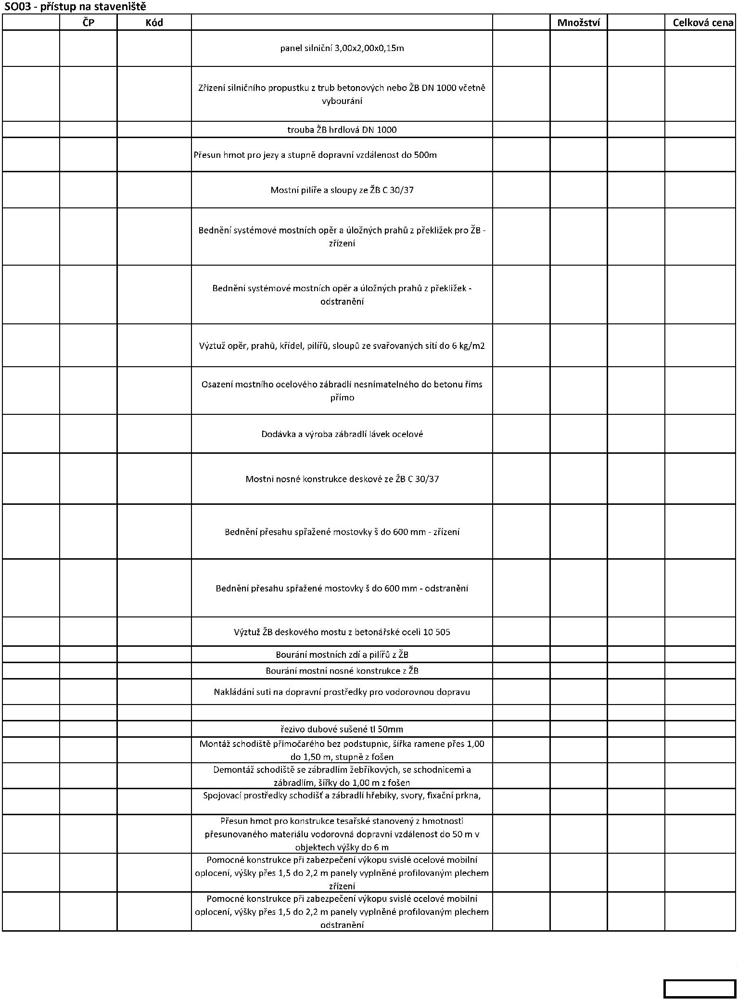 SO03 - přístup na staveniště
ČP Kód Množství Celková cena
panel silniční 3,00x2,00x0,15m
Zřízení silničního propustku z trub betonových nebo ŽB DN 1000 včetně
vybourání
trouba ŽB hrdlová DN 1000
Přesun hmot pro jezy a stupně dopravní vzdálenost do 500m
Mostní pilíře a sloupy ze ŽB C 30/37
Bednění systémové mostních opěr a úložných prahů z překližek pro ŽB -
zřízení
Bednění systémové mostních opěr a úložných prahů z překližek -
odstranění
Výztuž opěr, prahů, křídel, pilířů, sloupů ze svařovaných sítí do 6 kg/m2
Osazení mostního ocelového zábradlí nesnímatelného do betonu říms
přímo
Dodávka a výroba zábradlí lávek ocelové
Mostní nosné konstrukce deskové ze ŽB C 30/37
Bednění přesahu spřažené mostovky š do 600 mm - zřízení
Bednění přesahu spřažené mostovky š do 600 mm - odstranění
Výztuž ŽB deskového mostu z betonářské oceli 10 505
Bourání mostních zdí a pilířů z ŽB
Bourání mostní nosné konstrukce z ŽB
Nakládání suti na dopravní prostředky pro vodorovnou dopravu
řezivo dubové sušené tl 50mm
Montáž schodiště přímočarého bez podstupnic, šířka ramene přes 1,00
do 1,50 m, stupně z fošen
Demontáž schodiště se zábradlím žebříkových, se schodnicemi a
zábradlím, šířky do 1,00 m z fošen
Spojovací prostředky schodišť a zábradlí hřebíky, svory, fixační prkna,
Přesun hmot pro konstrukce tesařské stanovený z hmotnosti
přesunovaného materiálu vodorovná dopravní vzdálenost do 50 m v
objektech výšky do 6 m
Pomocné konstrukce při zabezpečení výkopu svislé ocelové mobilní
oplocení, výšky přes 1,5 do 2,2 m panely vyplněné profilovaným plechem
zřízení
Pomocné konstrukce při zabezpečení výkopu svislé ocelové mobilní
oplocení, výšky přes 1,5 do 2,2 m panely vyplněné profilovaným plechem
odstranění